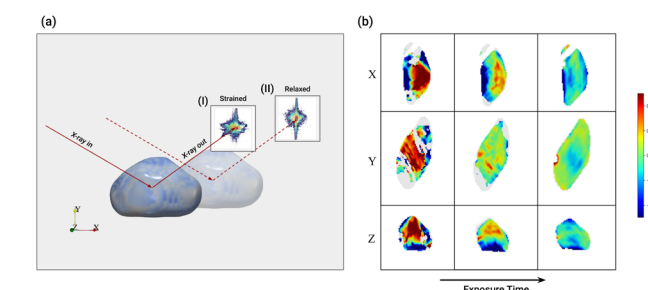 (a)
(b)
(I)
Strained
(II)
Relaxed
X-ray in
X-ray out
Y
Z
X
X
Y
Z
Exposure Time